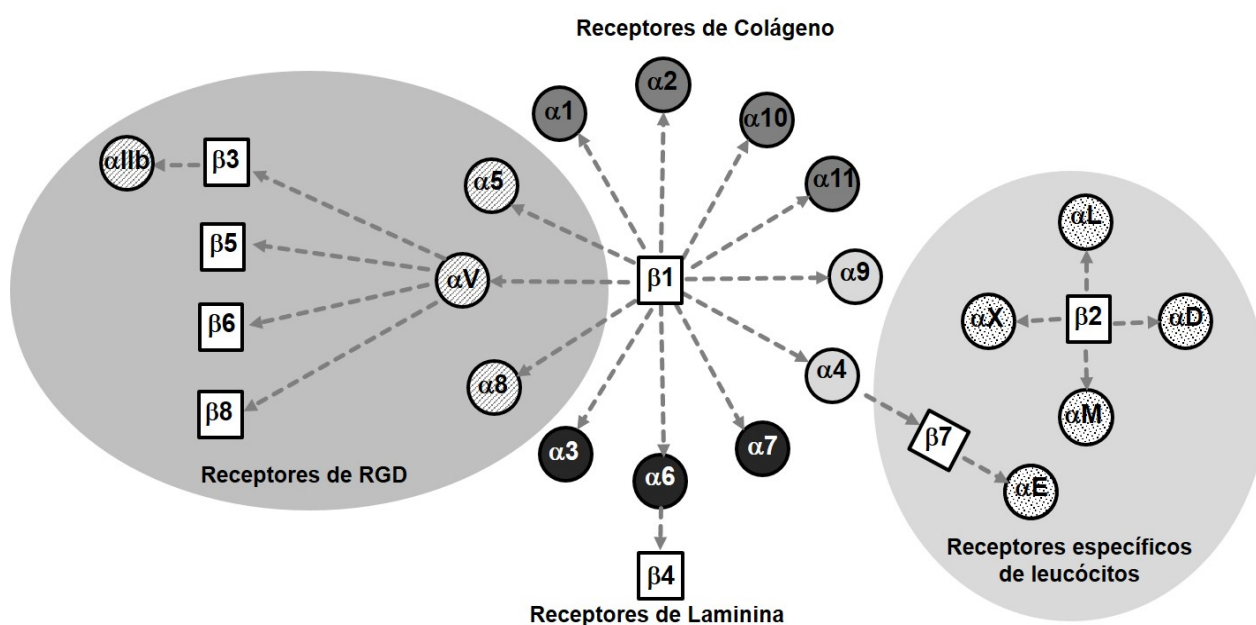 Receptores de Colágeno
α1
α2
α10
α11
αIIb
β3
α5
β5
αV
β1
α9
β6
β8
α8
α4
α3
α6
α7
β4
Receptores de RGD
Receptores de Laminina
αL
αX
β2
αD
αM
β7
αE
Receptores específicos
de leucócitos